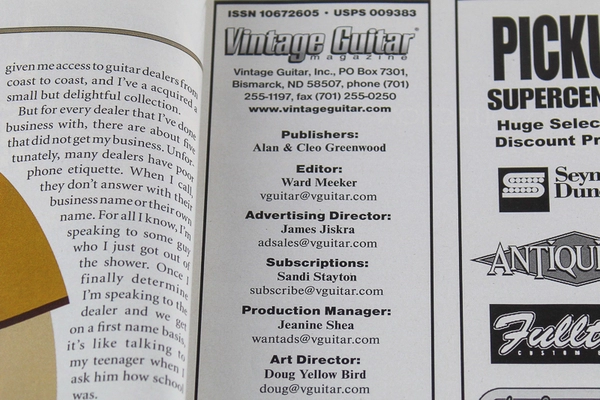 given me access to guitar dealers from
coast to coast, and I've a acquired a
small but delightful collection.
But for every dealer that I've done
business with, there are about five
that did not get my business. Unfor-
tunately, many dealers have poor
phone etiquette. When I call,
they don't answer with their
business name or their own
name. For all I know, I'm
speaking to some guy
who I just got out of
the shower. Once I
finally determine
I'm speaking to the
dealer and we get
on a first name basis,
it's like talking to
my teenager when I
ask him how school
was.
ISSN 10672605 • USPS 009383
Vintage Guitar®
magazine
Vintage Guitar, Inc., PO Box 7301,
Bismarck, ND 58507, phone (701)
255-1197, fax (701) 255-0250
www.vintageguitar.com
Publishers:
Alan & Cleo Greenwood
Editor:
Ward Meeker
vguitar@vguitar.com
Advertising Director:
James Jiskra
adsales@vguitar.com
Subscriptions:
Sandi Stayton
subscribe@vguitar.com
Production Manager:
Jeanine Shea
wantads@vguitar.com
Art Director:
Doug Yellow Bird
doug@vguitar.com
PICKU
SUPERCEN
Huge Selec
Discount Pr
Seym
Dun
ANTIQUI
Fullt
CUSTOM